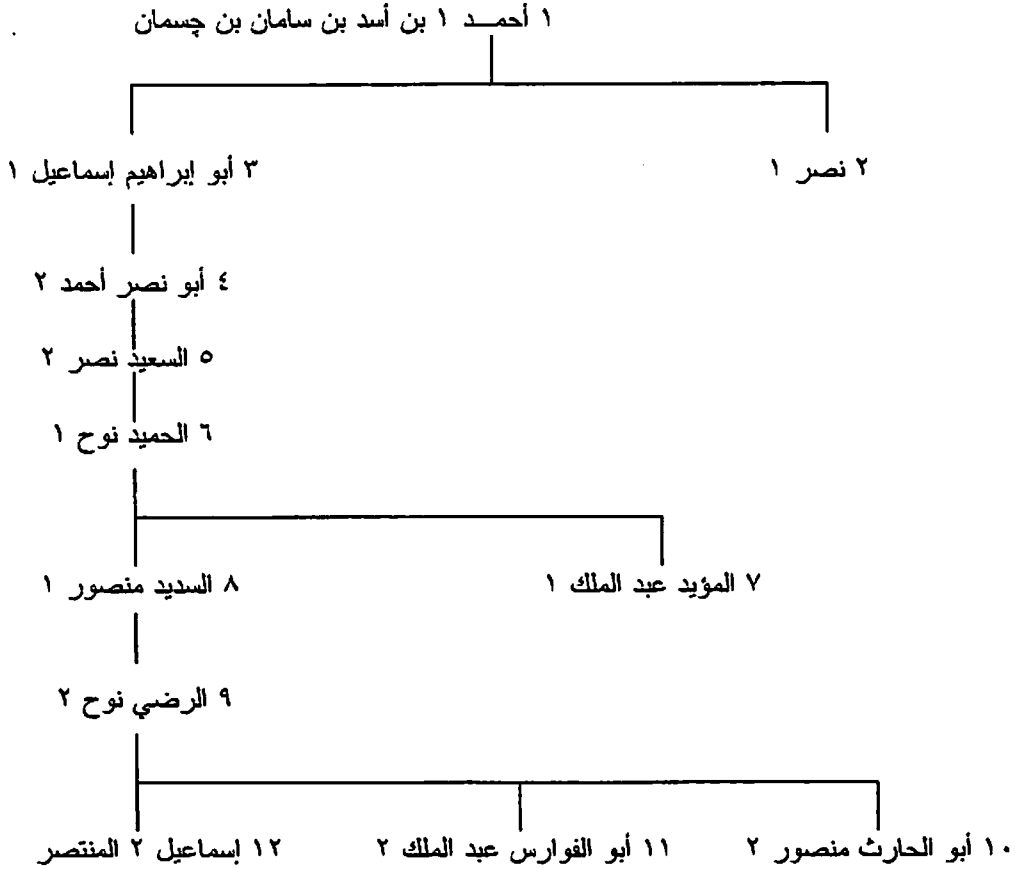 ١ أحمـــد ١ بن أسد بن سامان بن چسمان
٢ نصر ١
٣ أبو إبراهيم إسماعيل ١
٤ أبو نصر أحمد ٢
٥ السعيد نصر ٢
٦ الحميد نوح ١
٧ المؤيد عبد الملك ١
٨ السديد منصور ١
٩ الرضي نوح ٢
١٠ أبو الحارث منصور ٢
١١ أبو الفوارس عبد الملك ٢
١٢ إسماعيل ٢ المنتصر